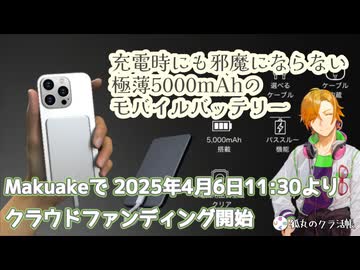 充電時にも邪魔にならない
極薄5000mAhの
モバイルバッテリー
選べる
ケーブル
ケーブル
5,000mAh
搭載
パススルー
機能
クリア
Makuakeで 2025年4月6日11:30より
クラウドファンディング開始
狐丸のクラ活帳